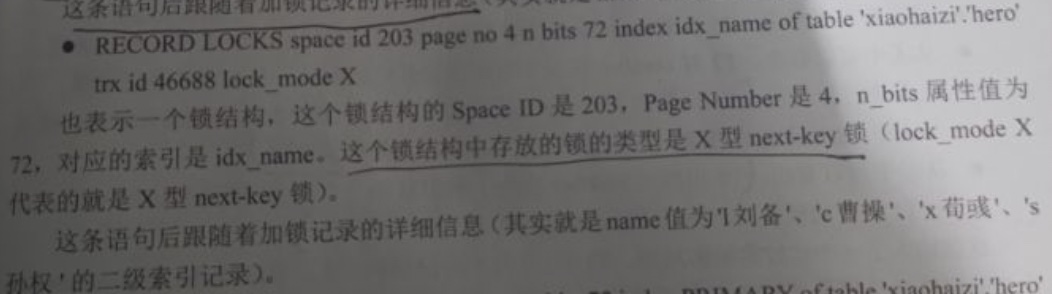 这条语句后跟随着加锁记录的详细信息（其实就是
• RECORD LOCKS space id 203 page no 4 n bits 72 index idx_name of table 'xiaohaizi'.'hero'
trx id 46688 lock_mode X
也表示一个锁结构，这个锁结构的 Space ID 是 203，Page Number 是 4，n_bits 属性值为
72，对应的索引是 idx_name。这个锁结构中存放的锁的类型是 X 型 next-key 锁（lock_mode X
代表的就是 X 型 next-key 锁）。
这条语句后跟随着加锁记录的详细信息（其实就是 name 值为 'l 刘备'、'c 曹操'、'x 荀彧'、's
孙权' 的二级索引记录）。
index PRIMARY of table 'xiaohaizi'.'hero'